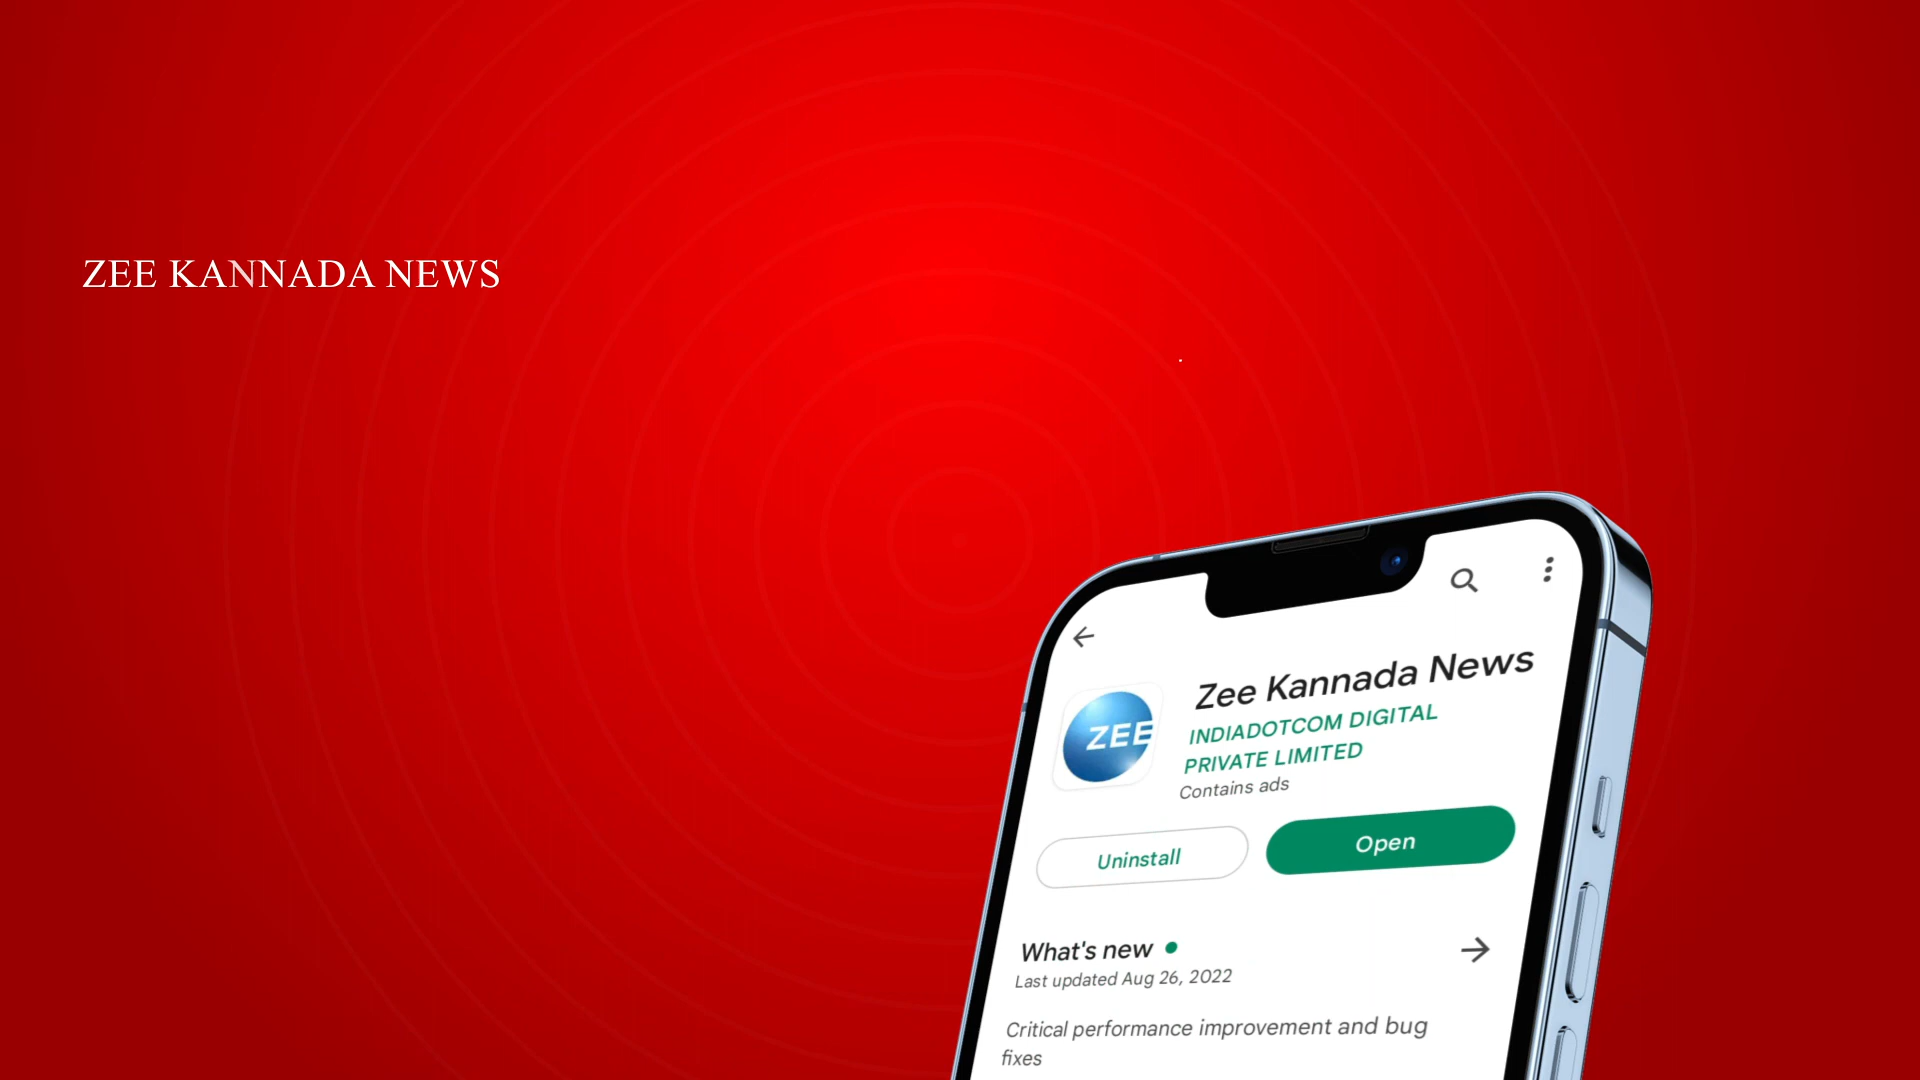 ZEE KANNADA NEWS
Zee Kannada News
ZEE
INDIADOTCOM DIGITAL
PRIVATE LIMITED
Contains ads
Uninstall
Open
What's new
Last updated Aug 26, 2022
Critical performance improvement and bug
fixes